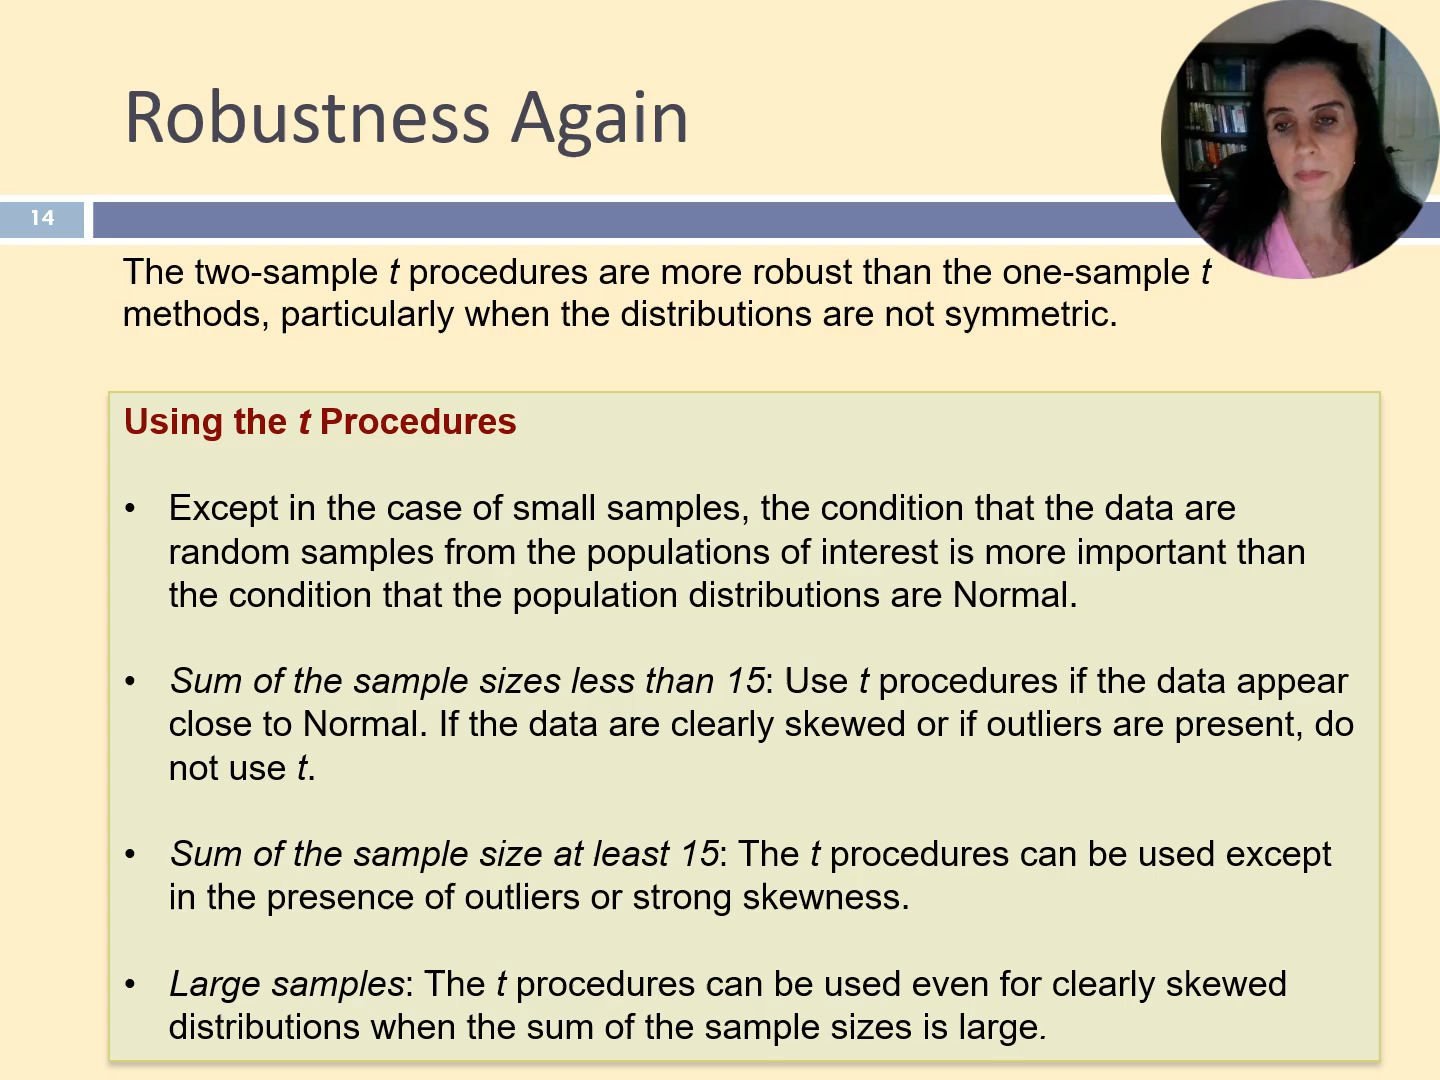 Robustness Again
14
The two-sample t procedures are more robust than the one-sample t
methods, particularly when the distributions are not symmetric.
Using the t Procedures
• Except in the case of small samples, the condition that the data are
random samples from the populations of interest is more important than
the condition that the population distributions are Normal.
• Sum of the sample sizes less than 15: Use t procedures if the data appear
close to Normal. If the data are clearly skewed or if outliers are present, do
not use t.
• Sum of the sample size at least 15: The t procedures can be used except
in the presence of outliers or strong skewness.
• Large samples: The t procedures can be used even for clearly skewed
distributions when the sum of the sample sizes is large.